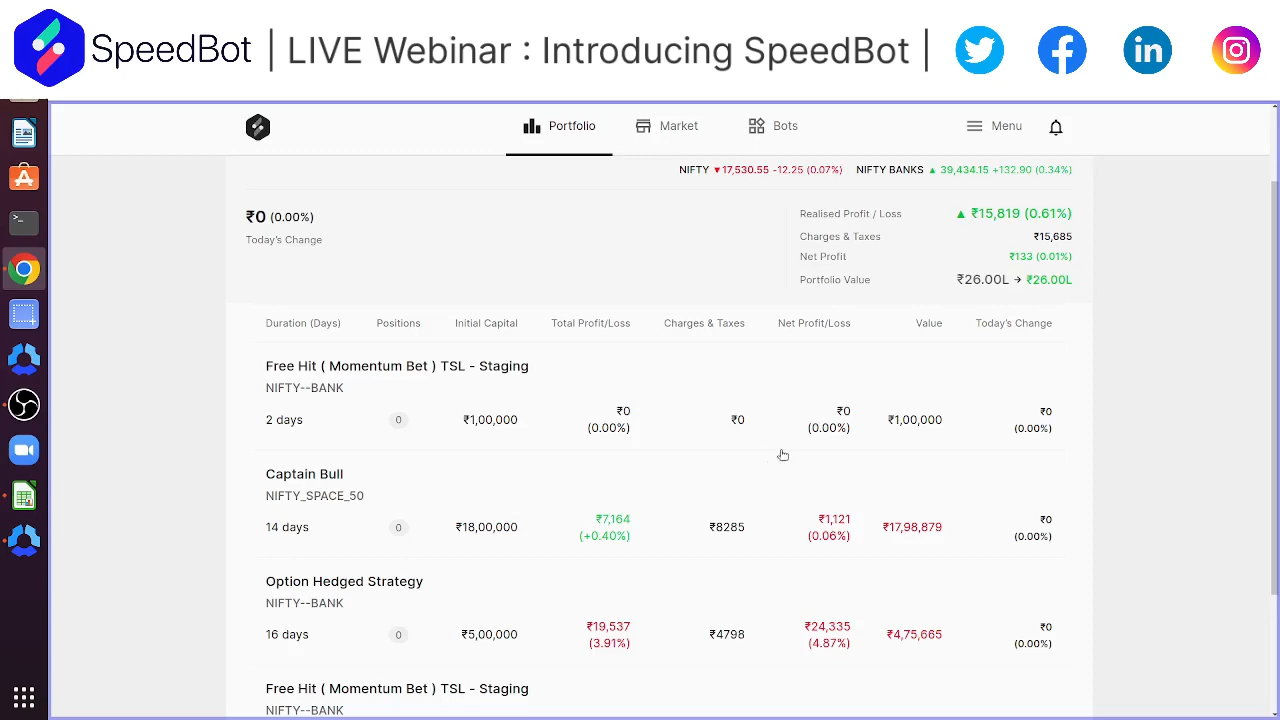 SpeedBot | LIVE Webinar : Introducing SpeedBot |
Portfolio Market Bots Menu
NIFTY ▼17,530.55 -12.25 (0.07%) NIFTY BANKS ▲ 39,434.15 +132.90 (0.34%)
₹0 (0.00%)
Today's Change
Realised Profit / Loss ▲ ₹15,819 (0.61%)
Charges & Taxes ₹15,685
Net Profit ₹133 (0.01%)
Portfolio Value ₹26.00L → ₹26.00L
Duration (Days) Positions Initial Capital Total Profit/Loss Charges & Taxes Net Profit/Loss Value Today's Change
Free Hit ( Momentum Bet ) TSL - Staging
NIFTY--BANK
2 days 0 ₹1,00,000 ₹0 (0.00%) ₹0 ₹0 (0.00%) ₹1,00,000 ₹0 (0.00%)
Captain Bull
NIFTY_SPACE_50
14 days 0 ₹18,00,000 ₹7,164 (+0.40%) ₹8285 ₹1,121 (0.06%) ₹17,98,879 ₹0 (0.00%)
Option Hedged Strategy
NIFTY--BANK
16 days 0 ₹5,00,000 ₹19,537 (3.91%) ₹4798 ₹24,335 (4.87%) ₹4,75,665 ₹0 (0.00%)
Free Hit ( Momentum Bet ) TSL - Staging
NIFTY--BANK